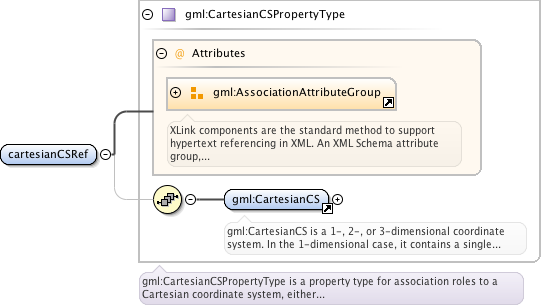 gml:CartesianCSPropertyType
@ Attributes
gml:AssociationAttributeGroup
XLink components are the standard method to support
hypertext referencing in XML. An XML Schema attribute
group,...
cartesianCSRef
gml:CartesianCS
gml:CartesianCS is a 1-, 2-, or 3-dimensional coordinate
system. In the 1-dimensional case, it contains a single...
gml:CartesianCSPropertyType is a property type for association roles to a
Cartesian coordinate system, either...